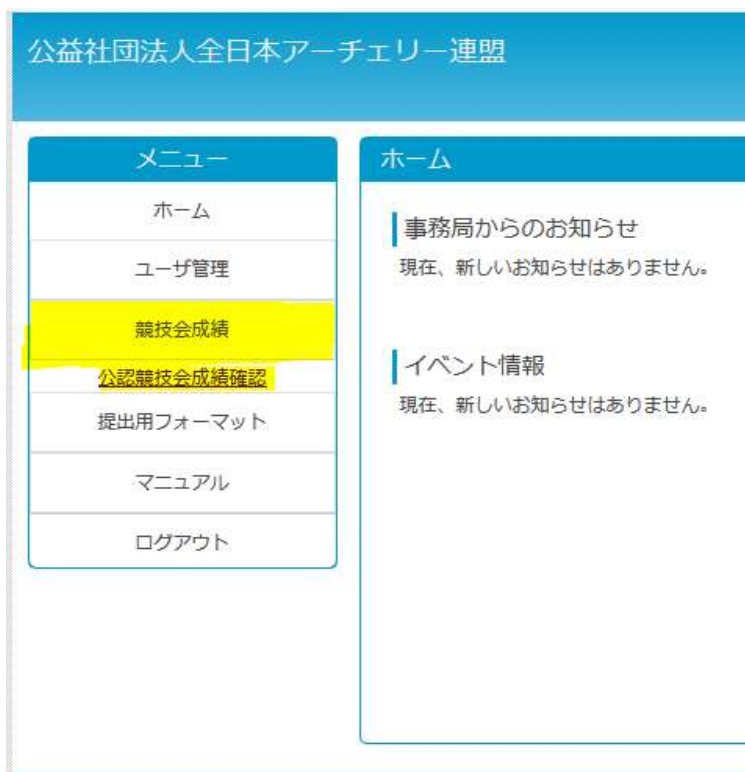 公益社団法人全日本アーチェリー連盟
メニュー
ホーム
ユーザ管理
競技会成績
公認競技会成績確認
提出用フォーマット
マニュアル
ログアウト
ホーム
事務局からのお知らせ
現在、新しいお知らせはありません。
イベント情報
現在、新しいお知らせはありません。